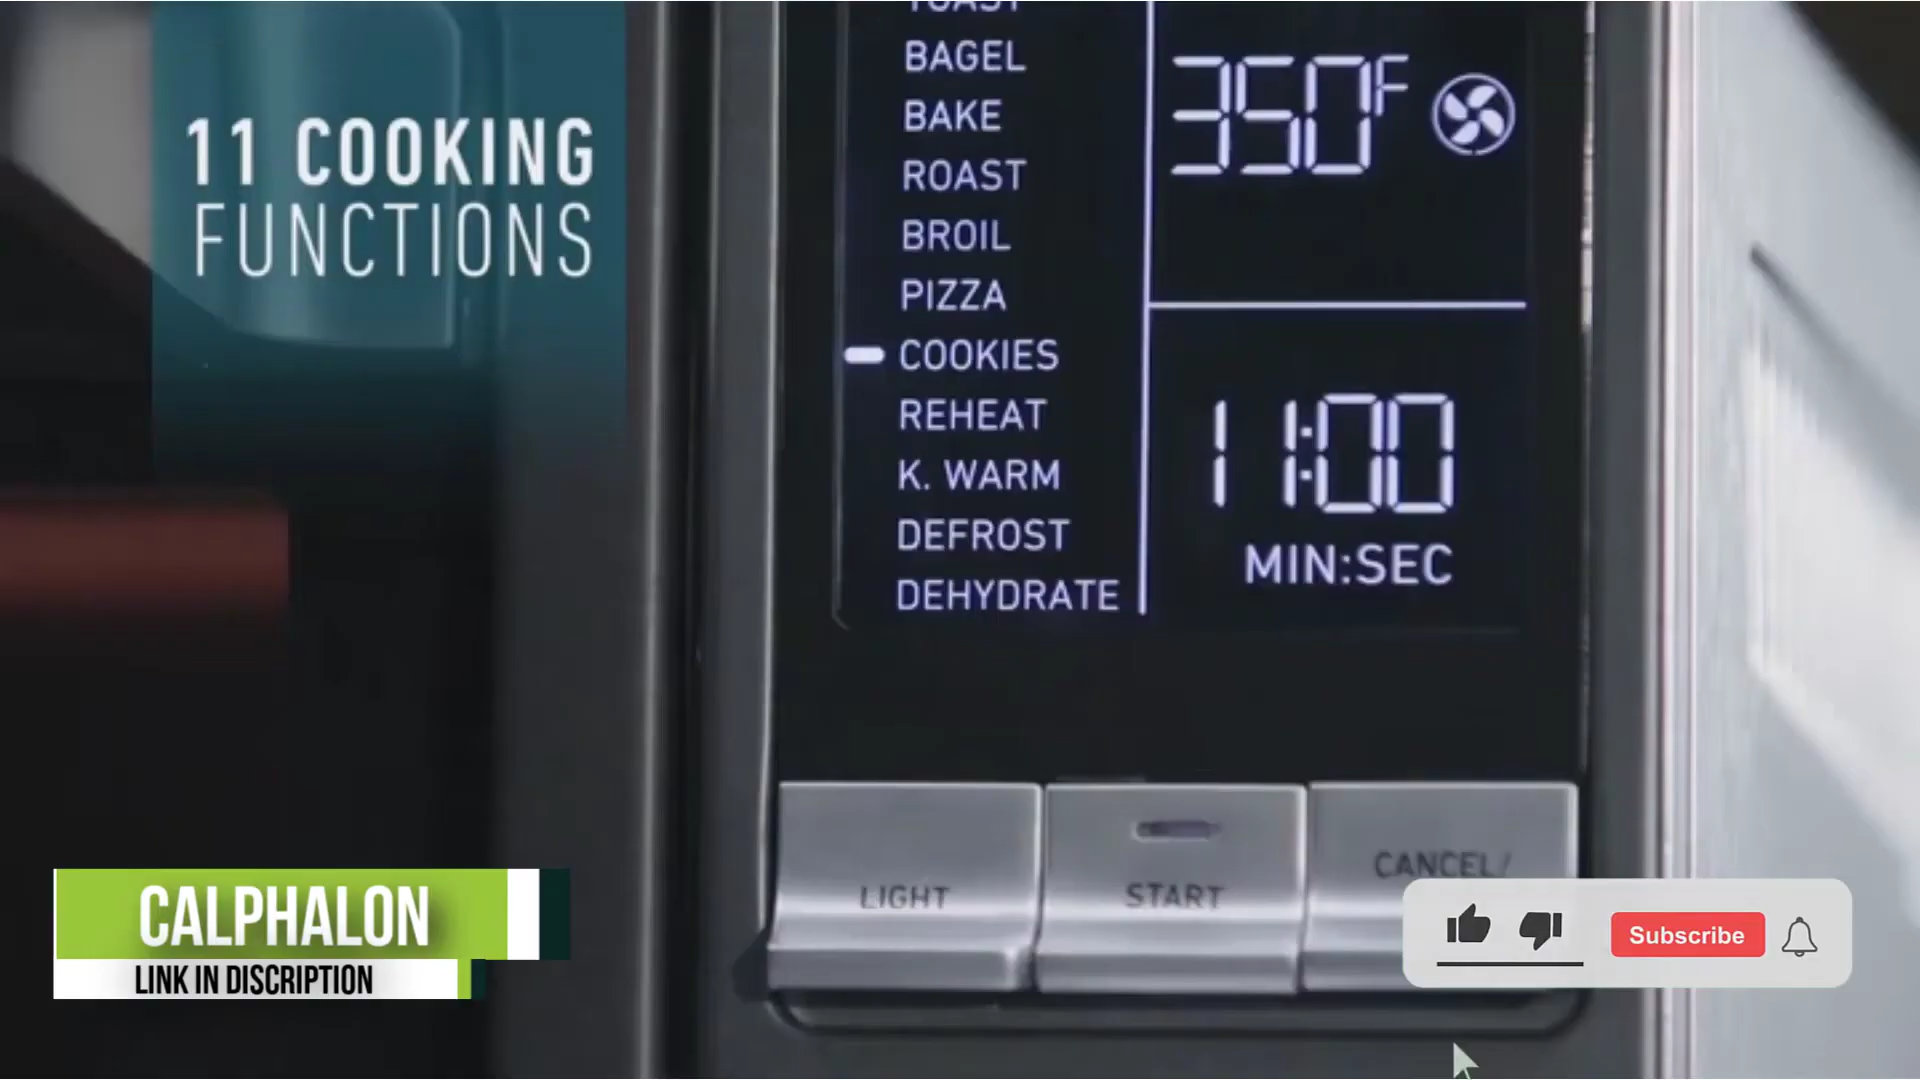 11 COOKING
FUNCTIONS
TOAST
BAGEL
BAKE
ROAST
BROIL
PIZZA
COOKIES
REHEAT
K. WARM
DEFROST
DEHYDRATE
350F
11:00
MIN:SEC
LIGHT
START
CANCEL/
CALPHALON
LINK IN DISCRIPTION
Subscribe